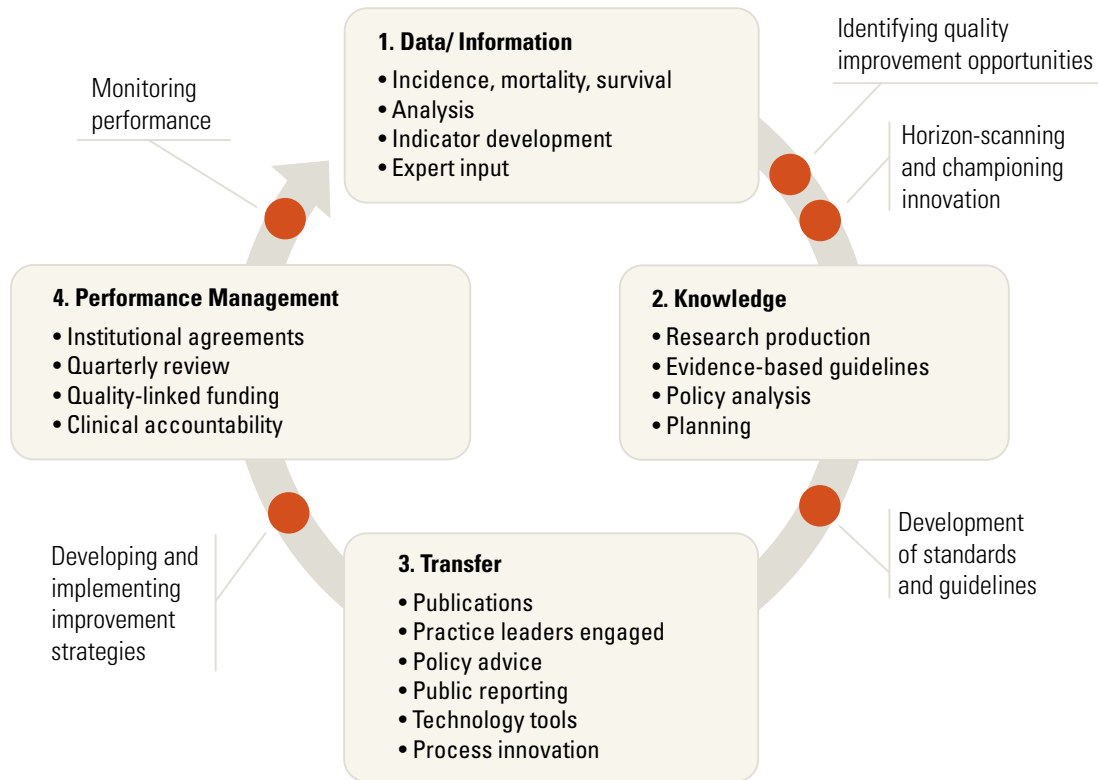 1. Data/ Information
• Incidence, mortality, survival
• Analysis
• Indicator development
• Expert input
Identifying quality
improvement opportunities
Horizon-scanning
and championing
innovation
2. Knowledge
• Research production
• Evidence-based guidelines
• Policy analysis
• Planning
Development
of standards
and guidelines
3. Transfer
• Publications
• Practice leaders engaged
• Policy advice
• Public reporting
• Technology tools
• Process innovation
Developing and
implementing
improvement
strategies
4. Performance Management
• Institutional agreements
• Quarterly review
• Quality-linked funding
• Clinical accountability
Monitoring
performance